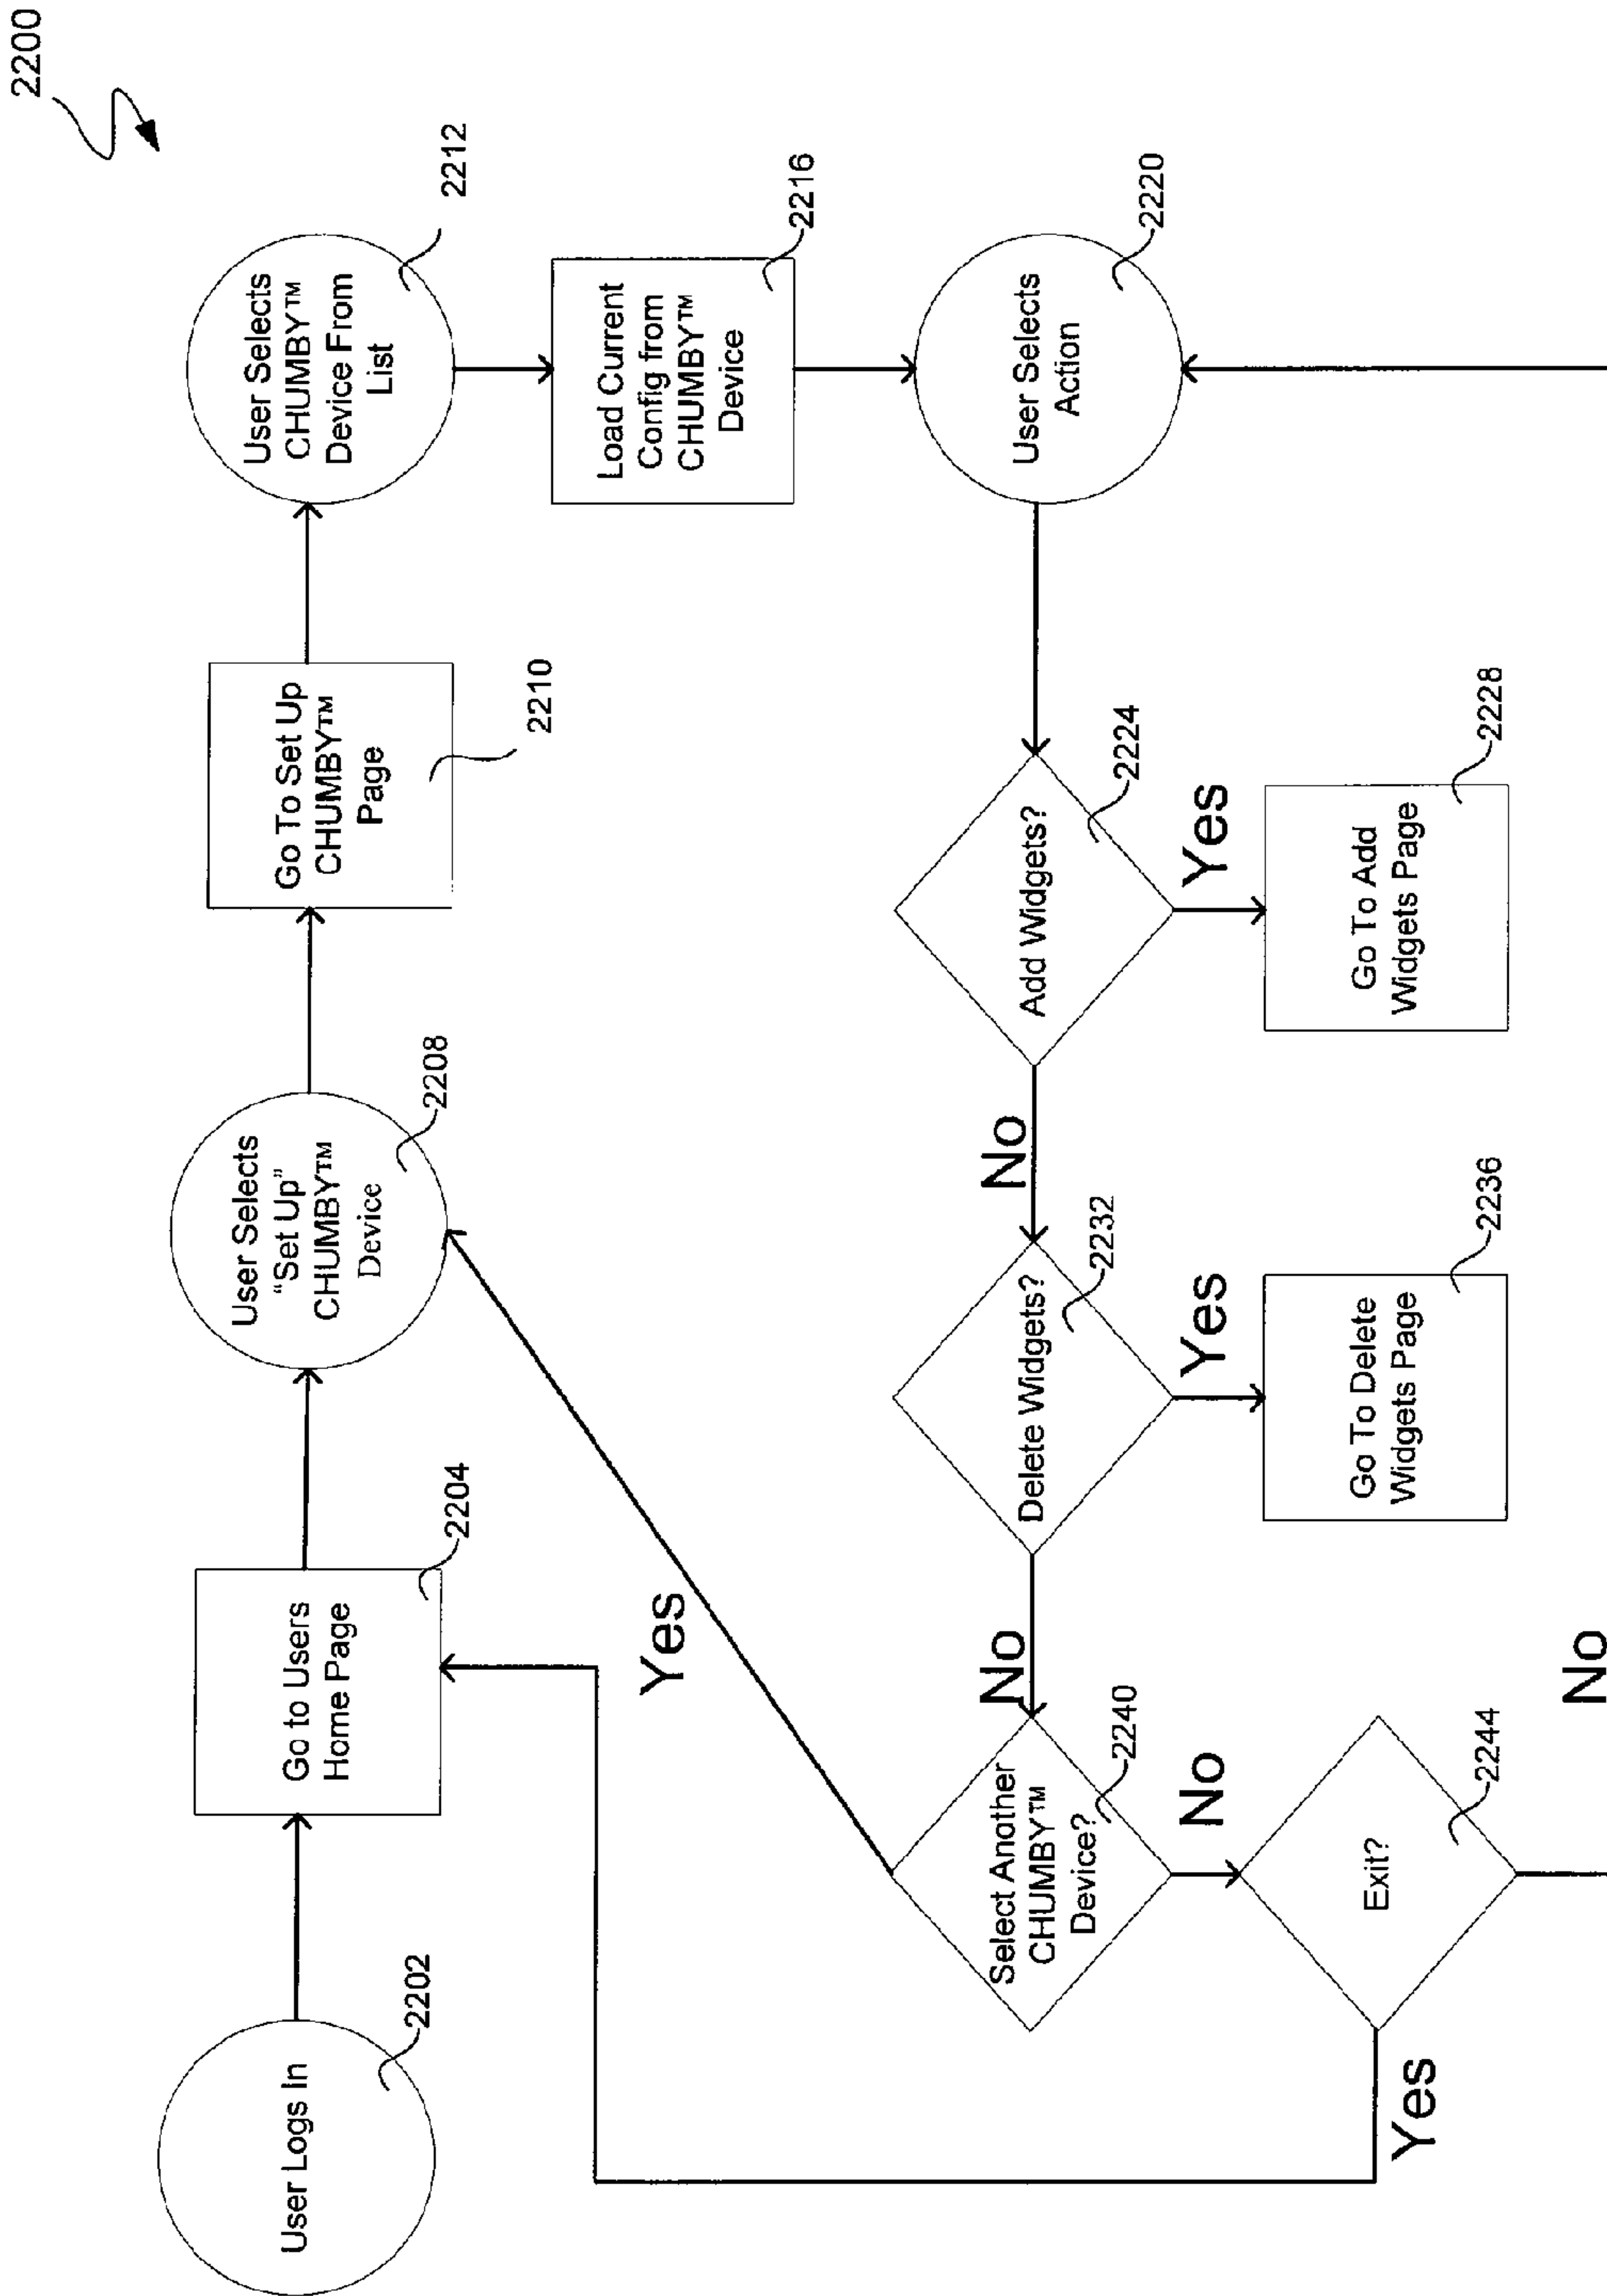 2200
User Logs In
2202
Go to Users
Home Page
2204
User Selects
“Set Up”
CHUMBY™
Device
2208
Go To Set Up
CHUMBY™
Page
2210
User Selects
CHUMBY™
Device From
List
2212
Load Current
Config from
CHUMBY™
Device
2216
User Selects
Action
2220
Add Widgets?
2224
Yes
Go To Add
Widgets Page
2228
No
Delete Widgets?
2232
Yes
Go To Delete
Widgets Page
2236
No
Select Another
CHUMBY™
Device?
2240
Yes
No
Exit?
2244
Yes
No